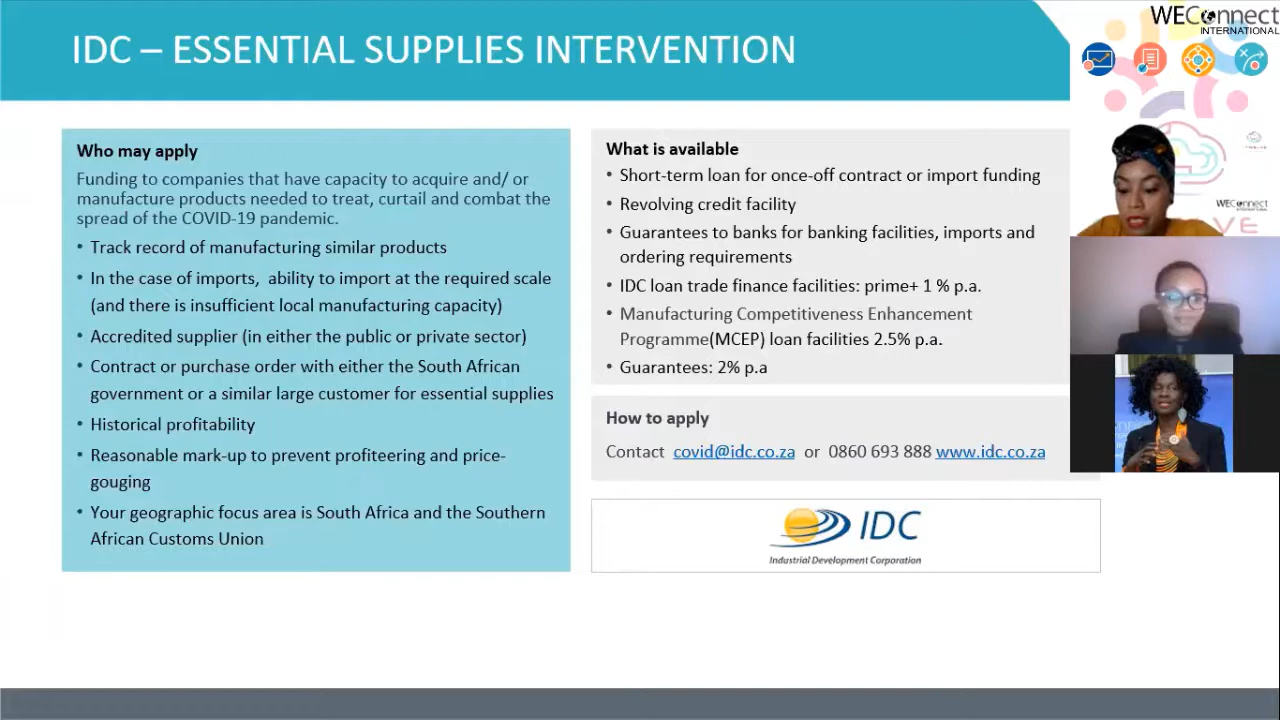 IDC – ESSENTIAL SUPPLIES INTERVENTION
WEConnect
INTERNATIONAL
Who may apply
Funding to companies that have capacity to acquire and/ or
manufacture products needed to treat, curtail and combat the
spread of the COVID-19 pandemic.
• Track record of manufacturing similar products
• In the case of imports, ability to import at the required scale
(and there is insufficient local manufacturing capacity)
• Accredited supplier (in either the public or private sector)
• Contract or purchase order with either the South African
government or a similar large customer for essential supplies
• Historical profitability
• Reasonable mark-up to prevent profiteering and price-
gouging
• Your geographic focus area is South Africa and the Southern
African Customs Union
What is available
• Short-term loan for once-off contract or import funding
• Revolving credit facility
• Guarantees to banks for banking facilities, imports and
ordering requirements
• IDC loan trade finance facilities: prime+ 1 % p.a.
• Manufacturing Competitiveness Enhancement
Programme(MCEP) loan facilities 2.5% p.a.
• Guarantees: 2% p.a
How to apply
Contact covid@idc.co.za or 0860 693 888 www.idc.co.za
IDC
Industrial Development Corporation
WEConnect
VE